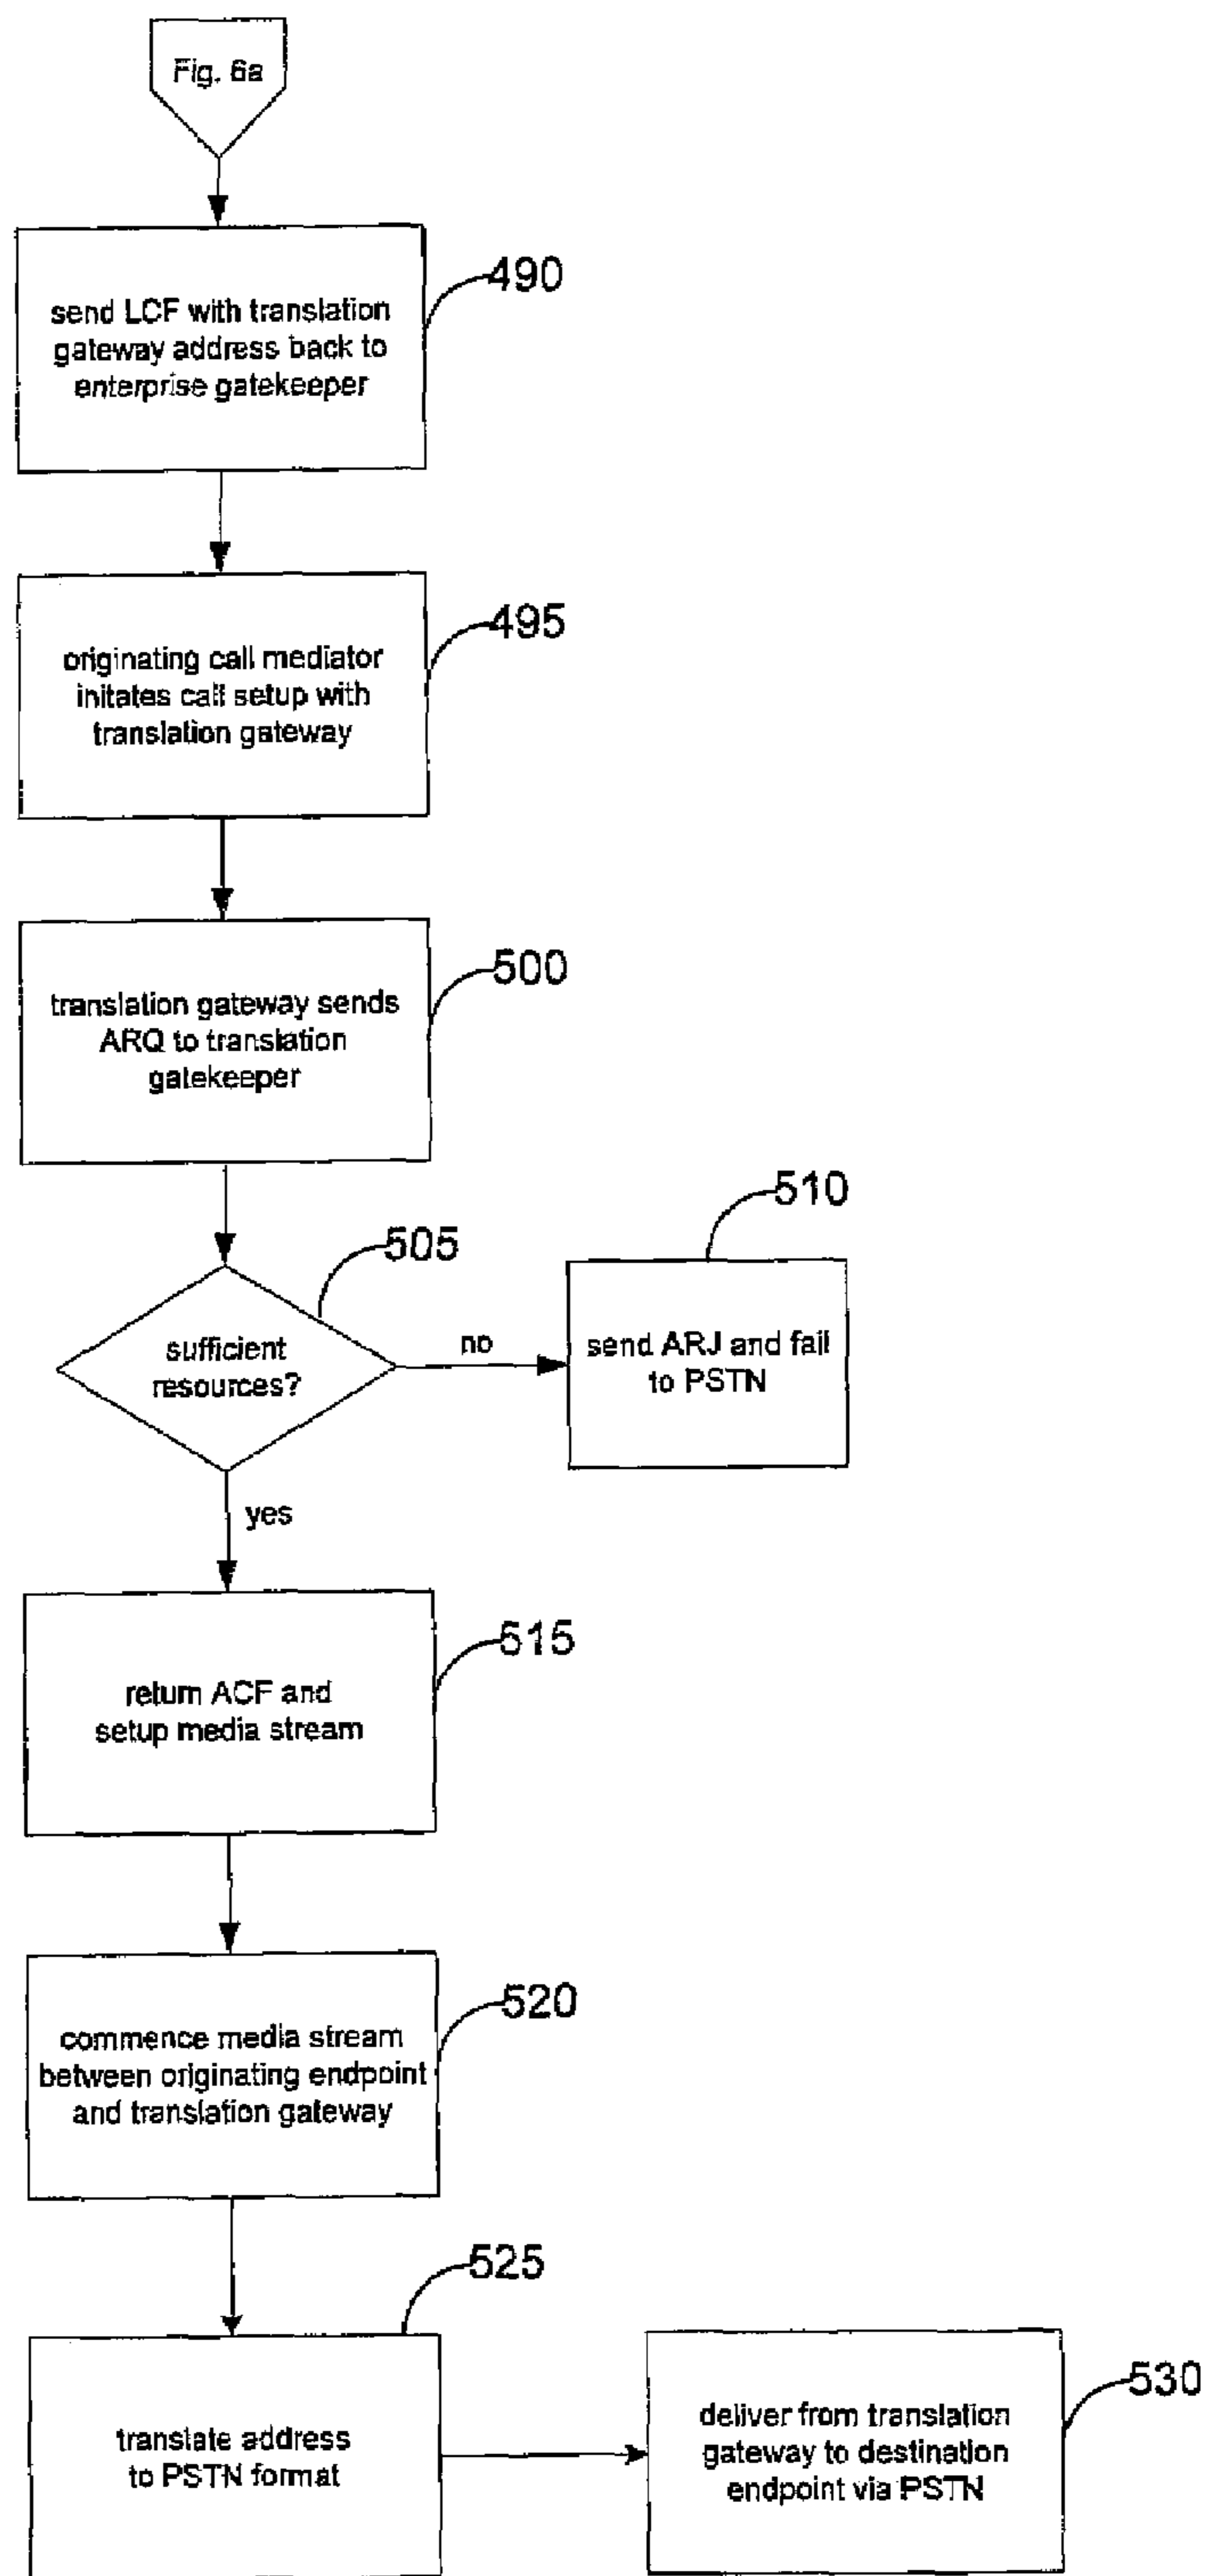 Fig. 6a
490
send LCF with translation
gateway address back to
enterprise gatekeeper
495
originating call mediator
initates call setup with
translation gateway
500
translation gateway sends
ARQ to translation
gatekeeper
510
505
sufficient
resources?
no
send ARJ and fail
to PSTN
yes
515
return ACF and
setup media stream
520
commence media stream
between originating endpoint
and translation gateway
525
translate address
to PSTN format
530
deliver from translation
gateway to destination
endpoint via PSTN